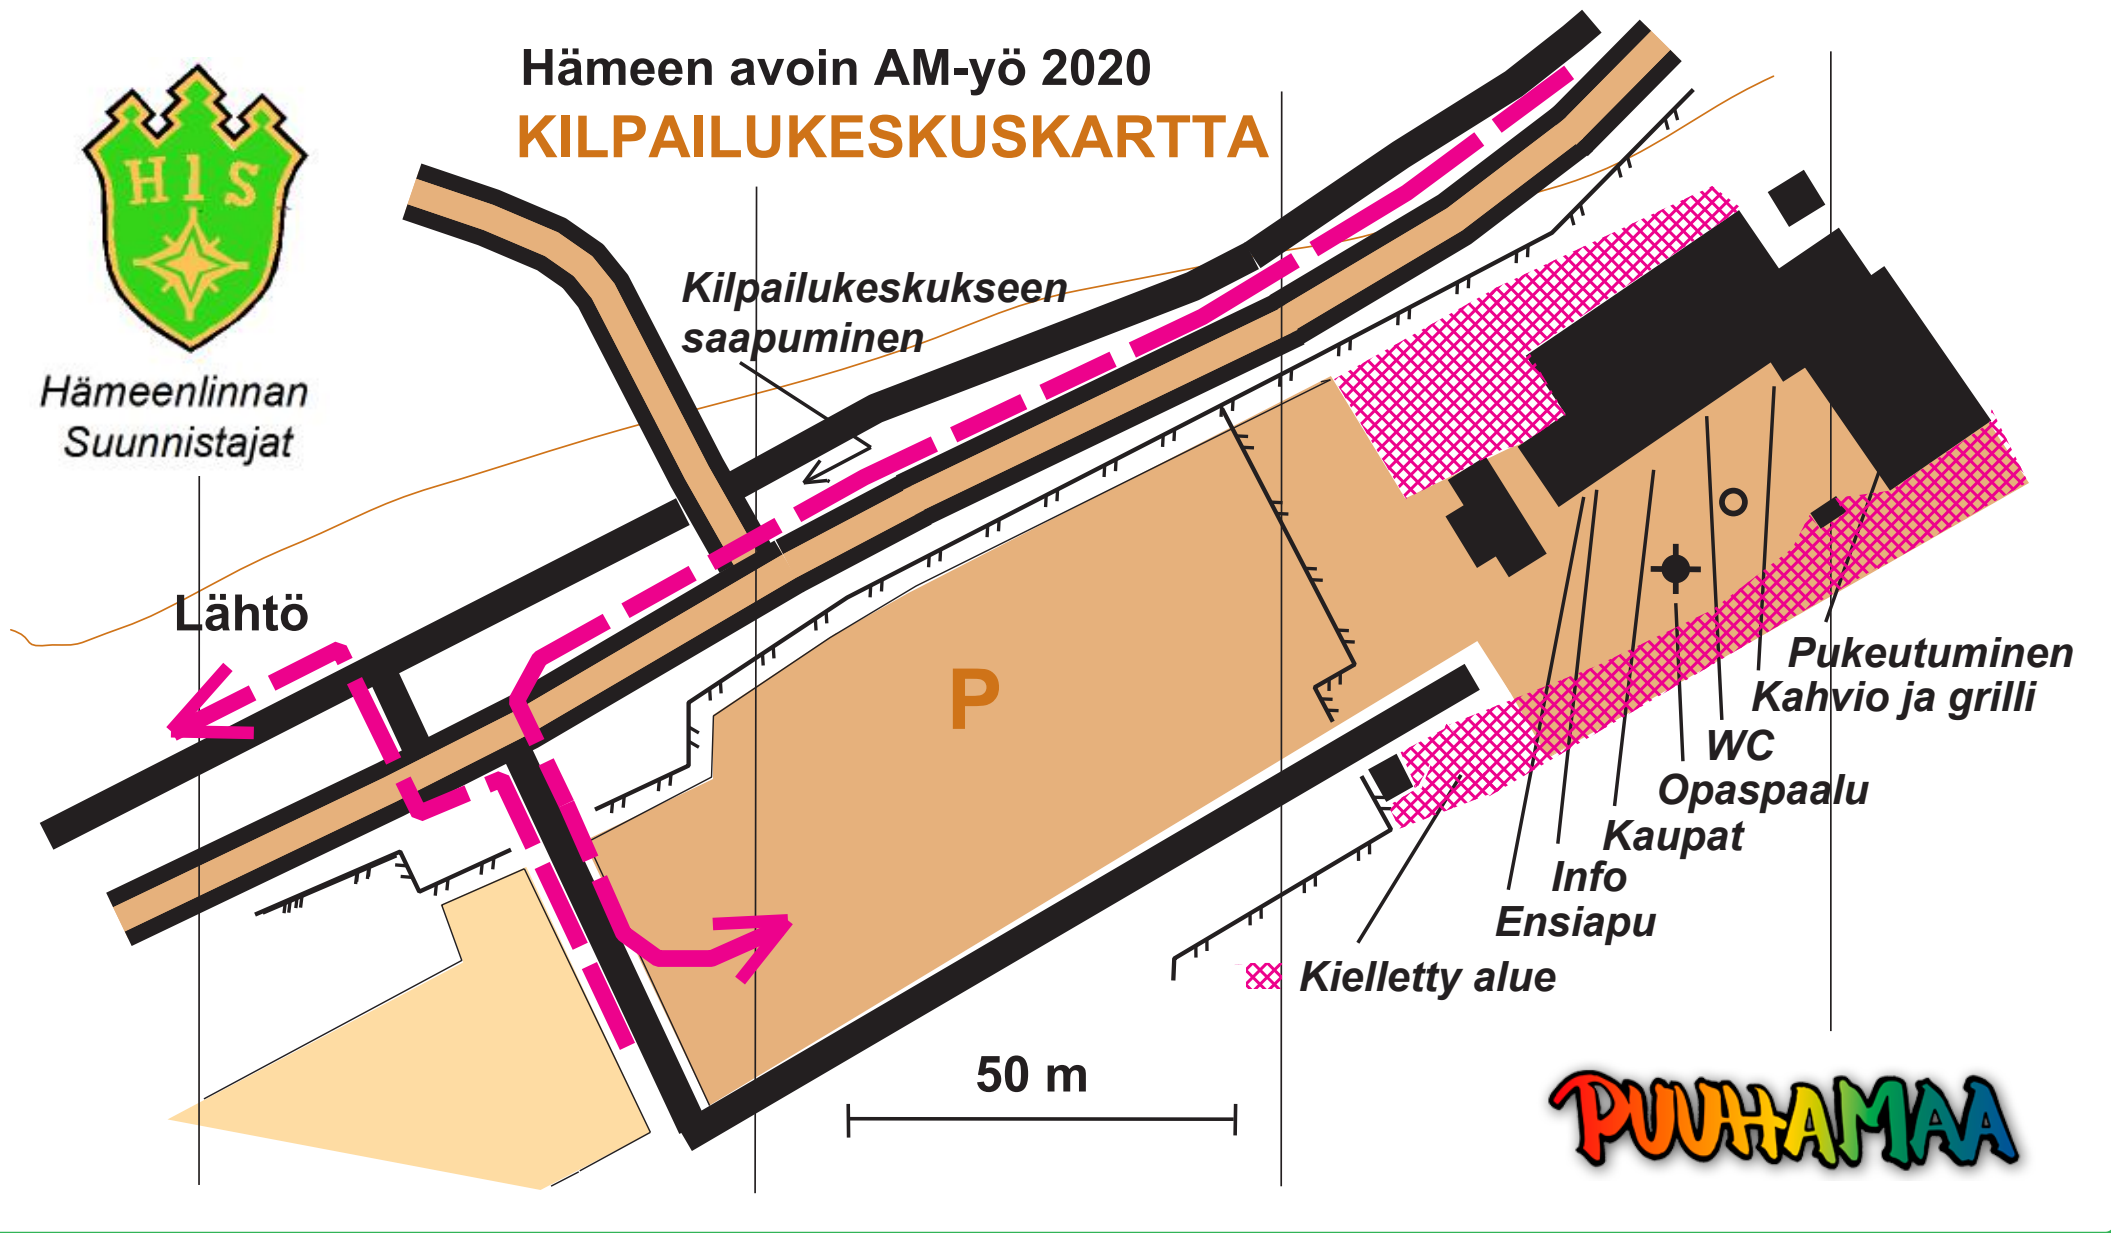 Hämeen avoin AM-yö 2020
KILPAILUKESKUSKARTTA
HIS
Hämeenlinnan
Suunnistajat
Kilpailukeskukseen
saapuminen
Lähtö
P
Pukeutuminen
Kahvio ja grilli
WC
Opaspaalu
Kaupat
Info
Ensiapu
Kielletty alue
50 m
PUUHAMAA